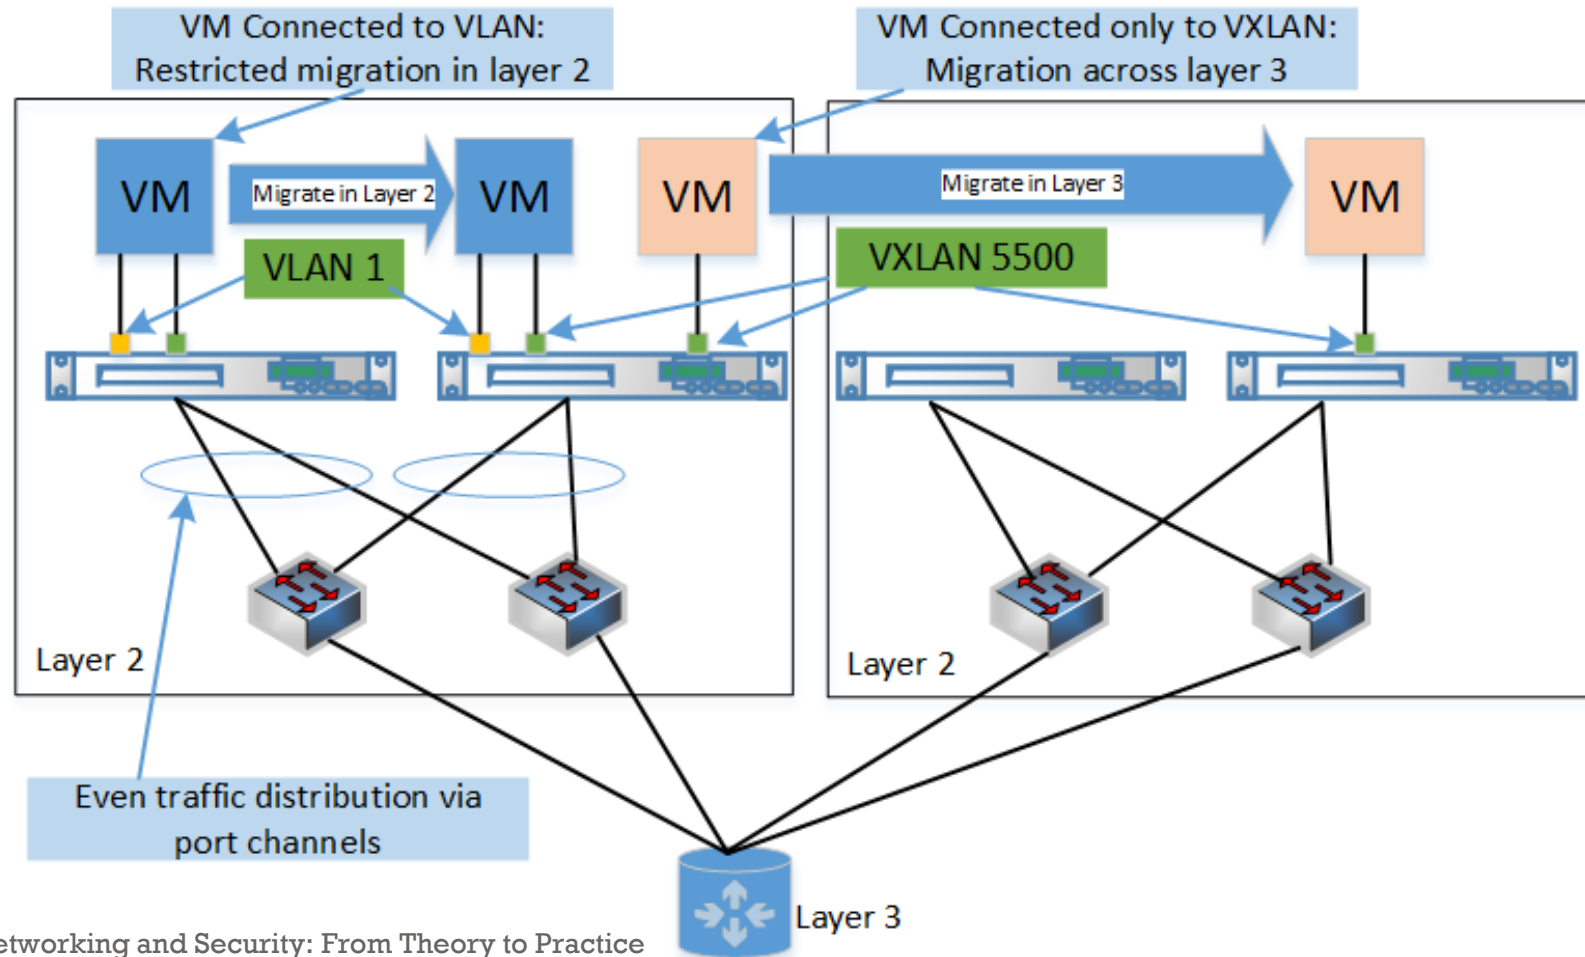 VM Connected to VLAN:
Restricted migration in layer 2
VM Connected only to VXLAN:
Migration across layer 3
VM
Migrate in Layer 2
VM
VM
Migrate in Layer 3
VM
VLAN 1
VXLAN 5500
Layer 2
Layer 2
Even traffic distribution via
port channels
Layer 3
etworking and Security: From Theory to Practice